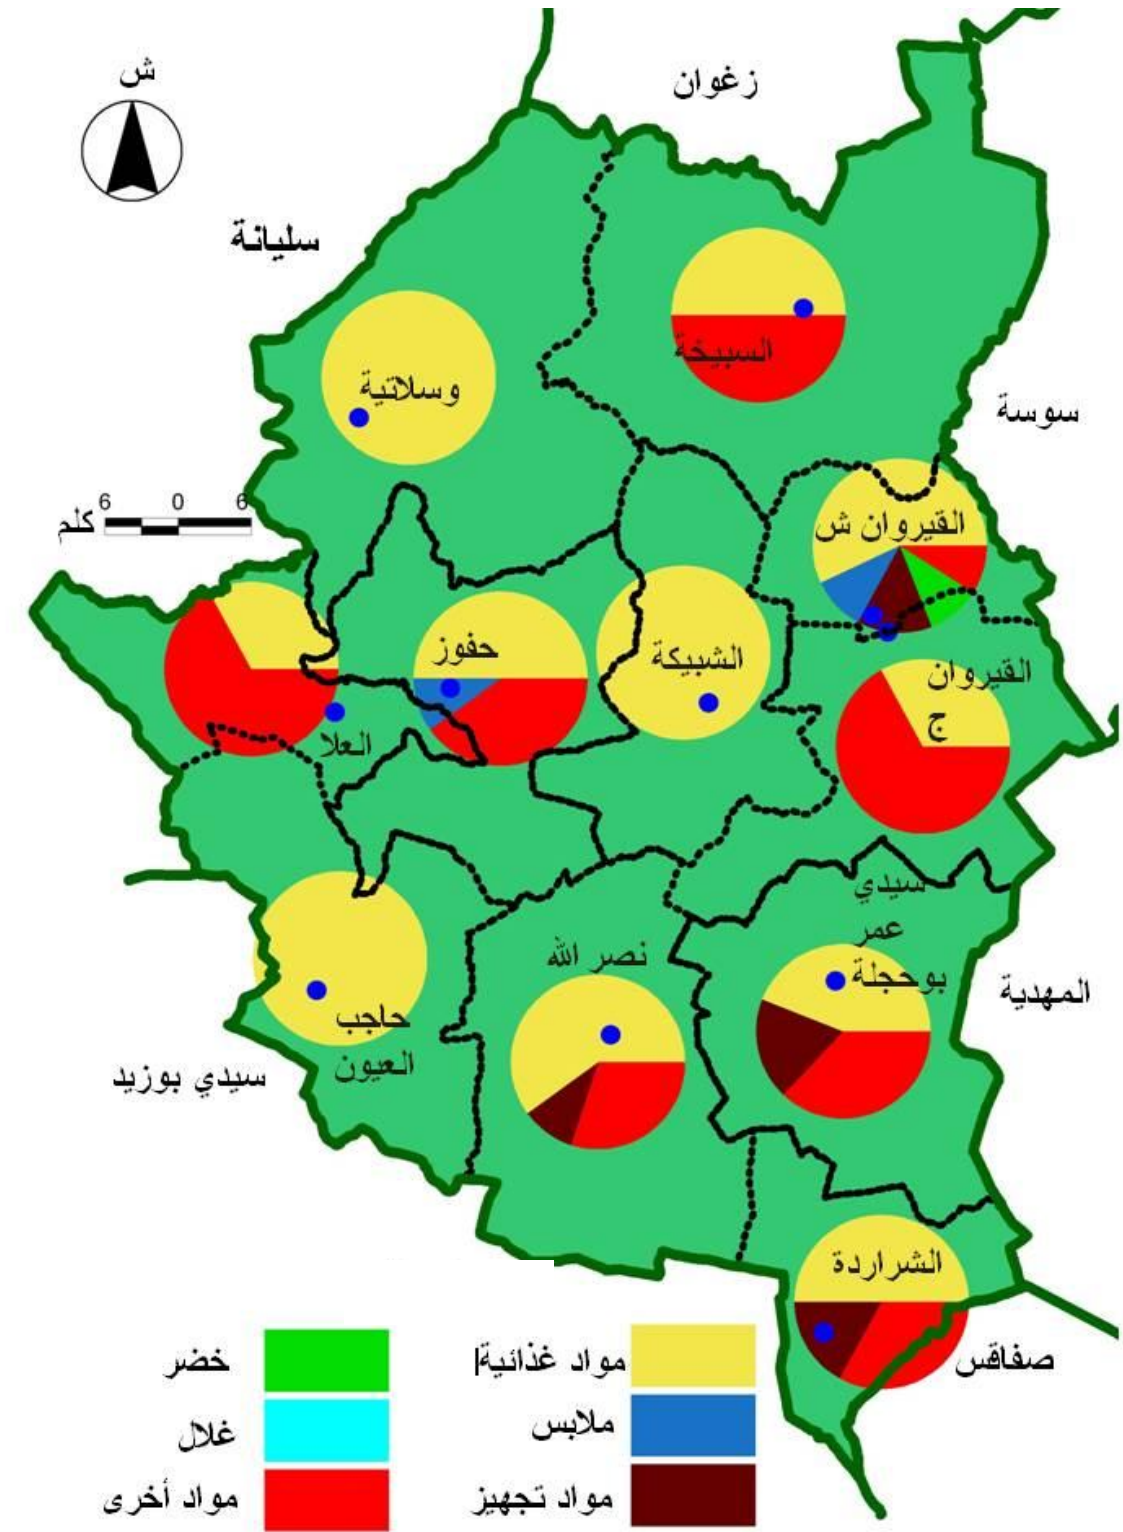 ش
زغوان
سليانة
السبيخة
وسلاتية
سوسة
6 0 6
كلم
القيروان ش
حفوز
الشبيكة
القيروان
ج
العلا
سيدي
عمر
بوحجلة
نصر الله
المهدية
حاجب
العيون
سيدي بوزيد
الشراردة
صفاقس
مواد غذائية
خضر
ملابس
غلال
مواد تجهيز
مواد أخرى